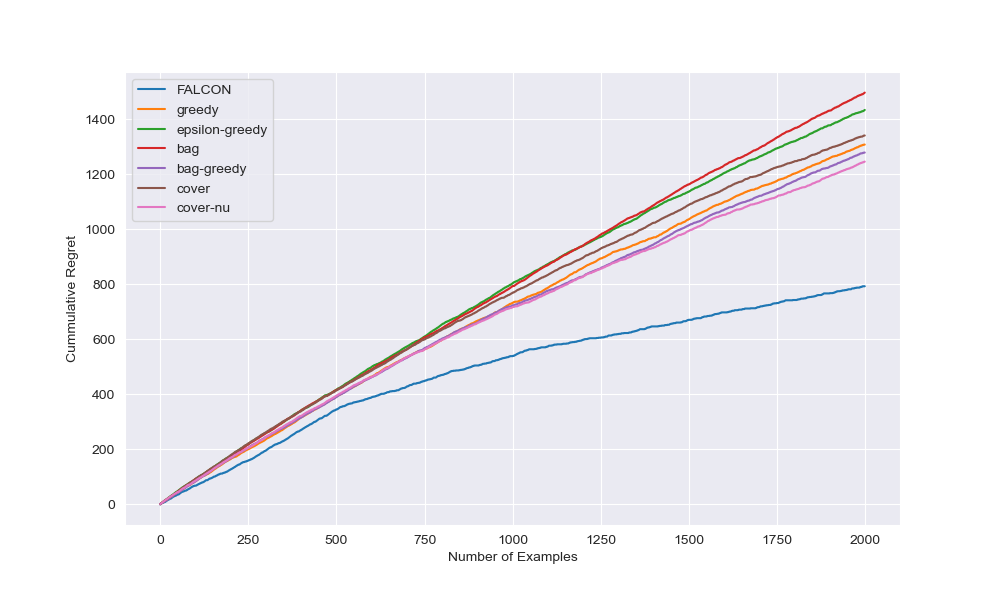 FALCON
greedy
epsilon-greedy
bag
bag-greedy
cover
cover-nu
1400
1200
1000
800
600
400
200
0
Cummulative Regret
0 250 500 750 1000 1250 1500 1750 2000
Number of Examples